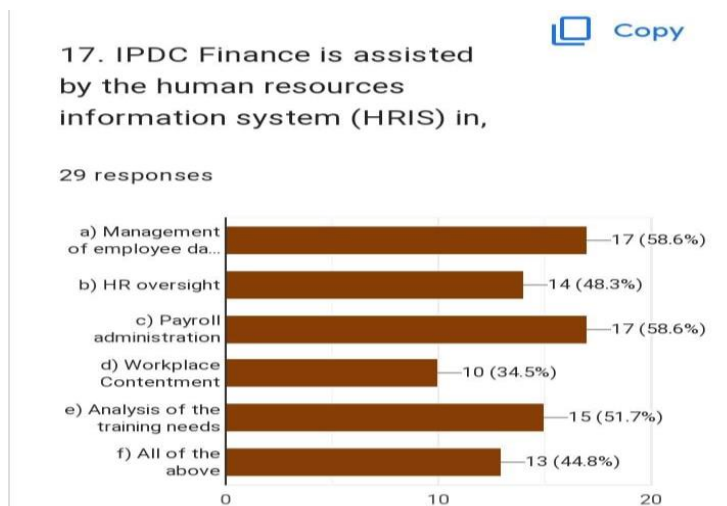 Copy
17. IPDC Finance is assisted
by the human resources
information system (HRIS) in,
29 responses
a) Management
of employee da...
17 (58.6%)
b) HR oversight
14 (48.3%)
c) Payroll
administration
17 (58.6%)
d) Workplace
Contentment
10 (34.5%)
e) Analysis of the
training needs
15 (51.7%)
f) All of the
above
13 (44.8%)
0 10 20